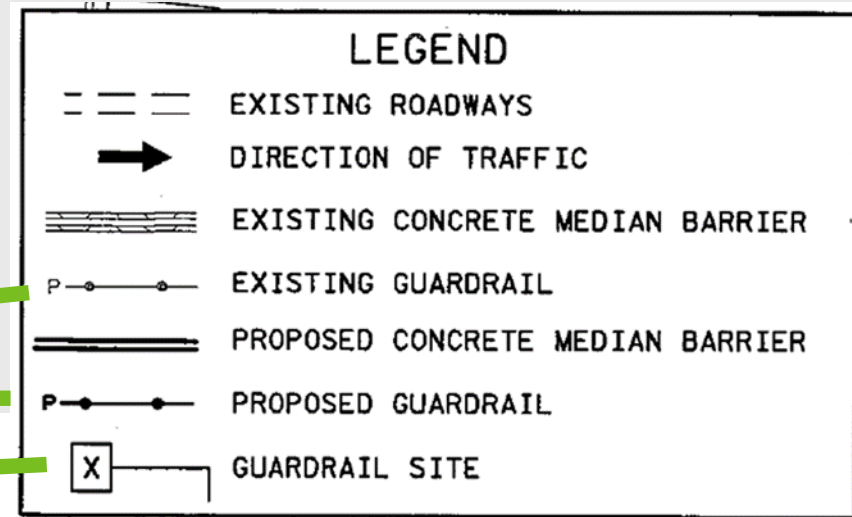 LEGEND
EXISTING ROADWAYS
DIRECTION OF TRAFFIC
EXISTING CONCRETE MEDIAN BARRIER
P EXISTING GUARDRAIL
PROPOSED CONCRETE MEDIAN BARRIER
P PROPOSED GUARDRAIL
X GUARDRAIL SITE